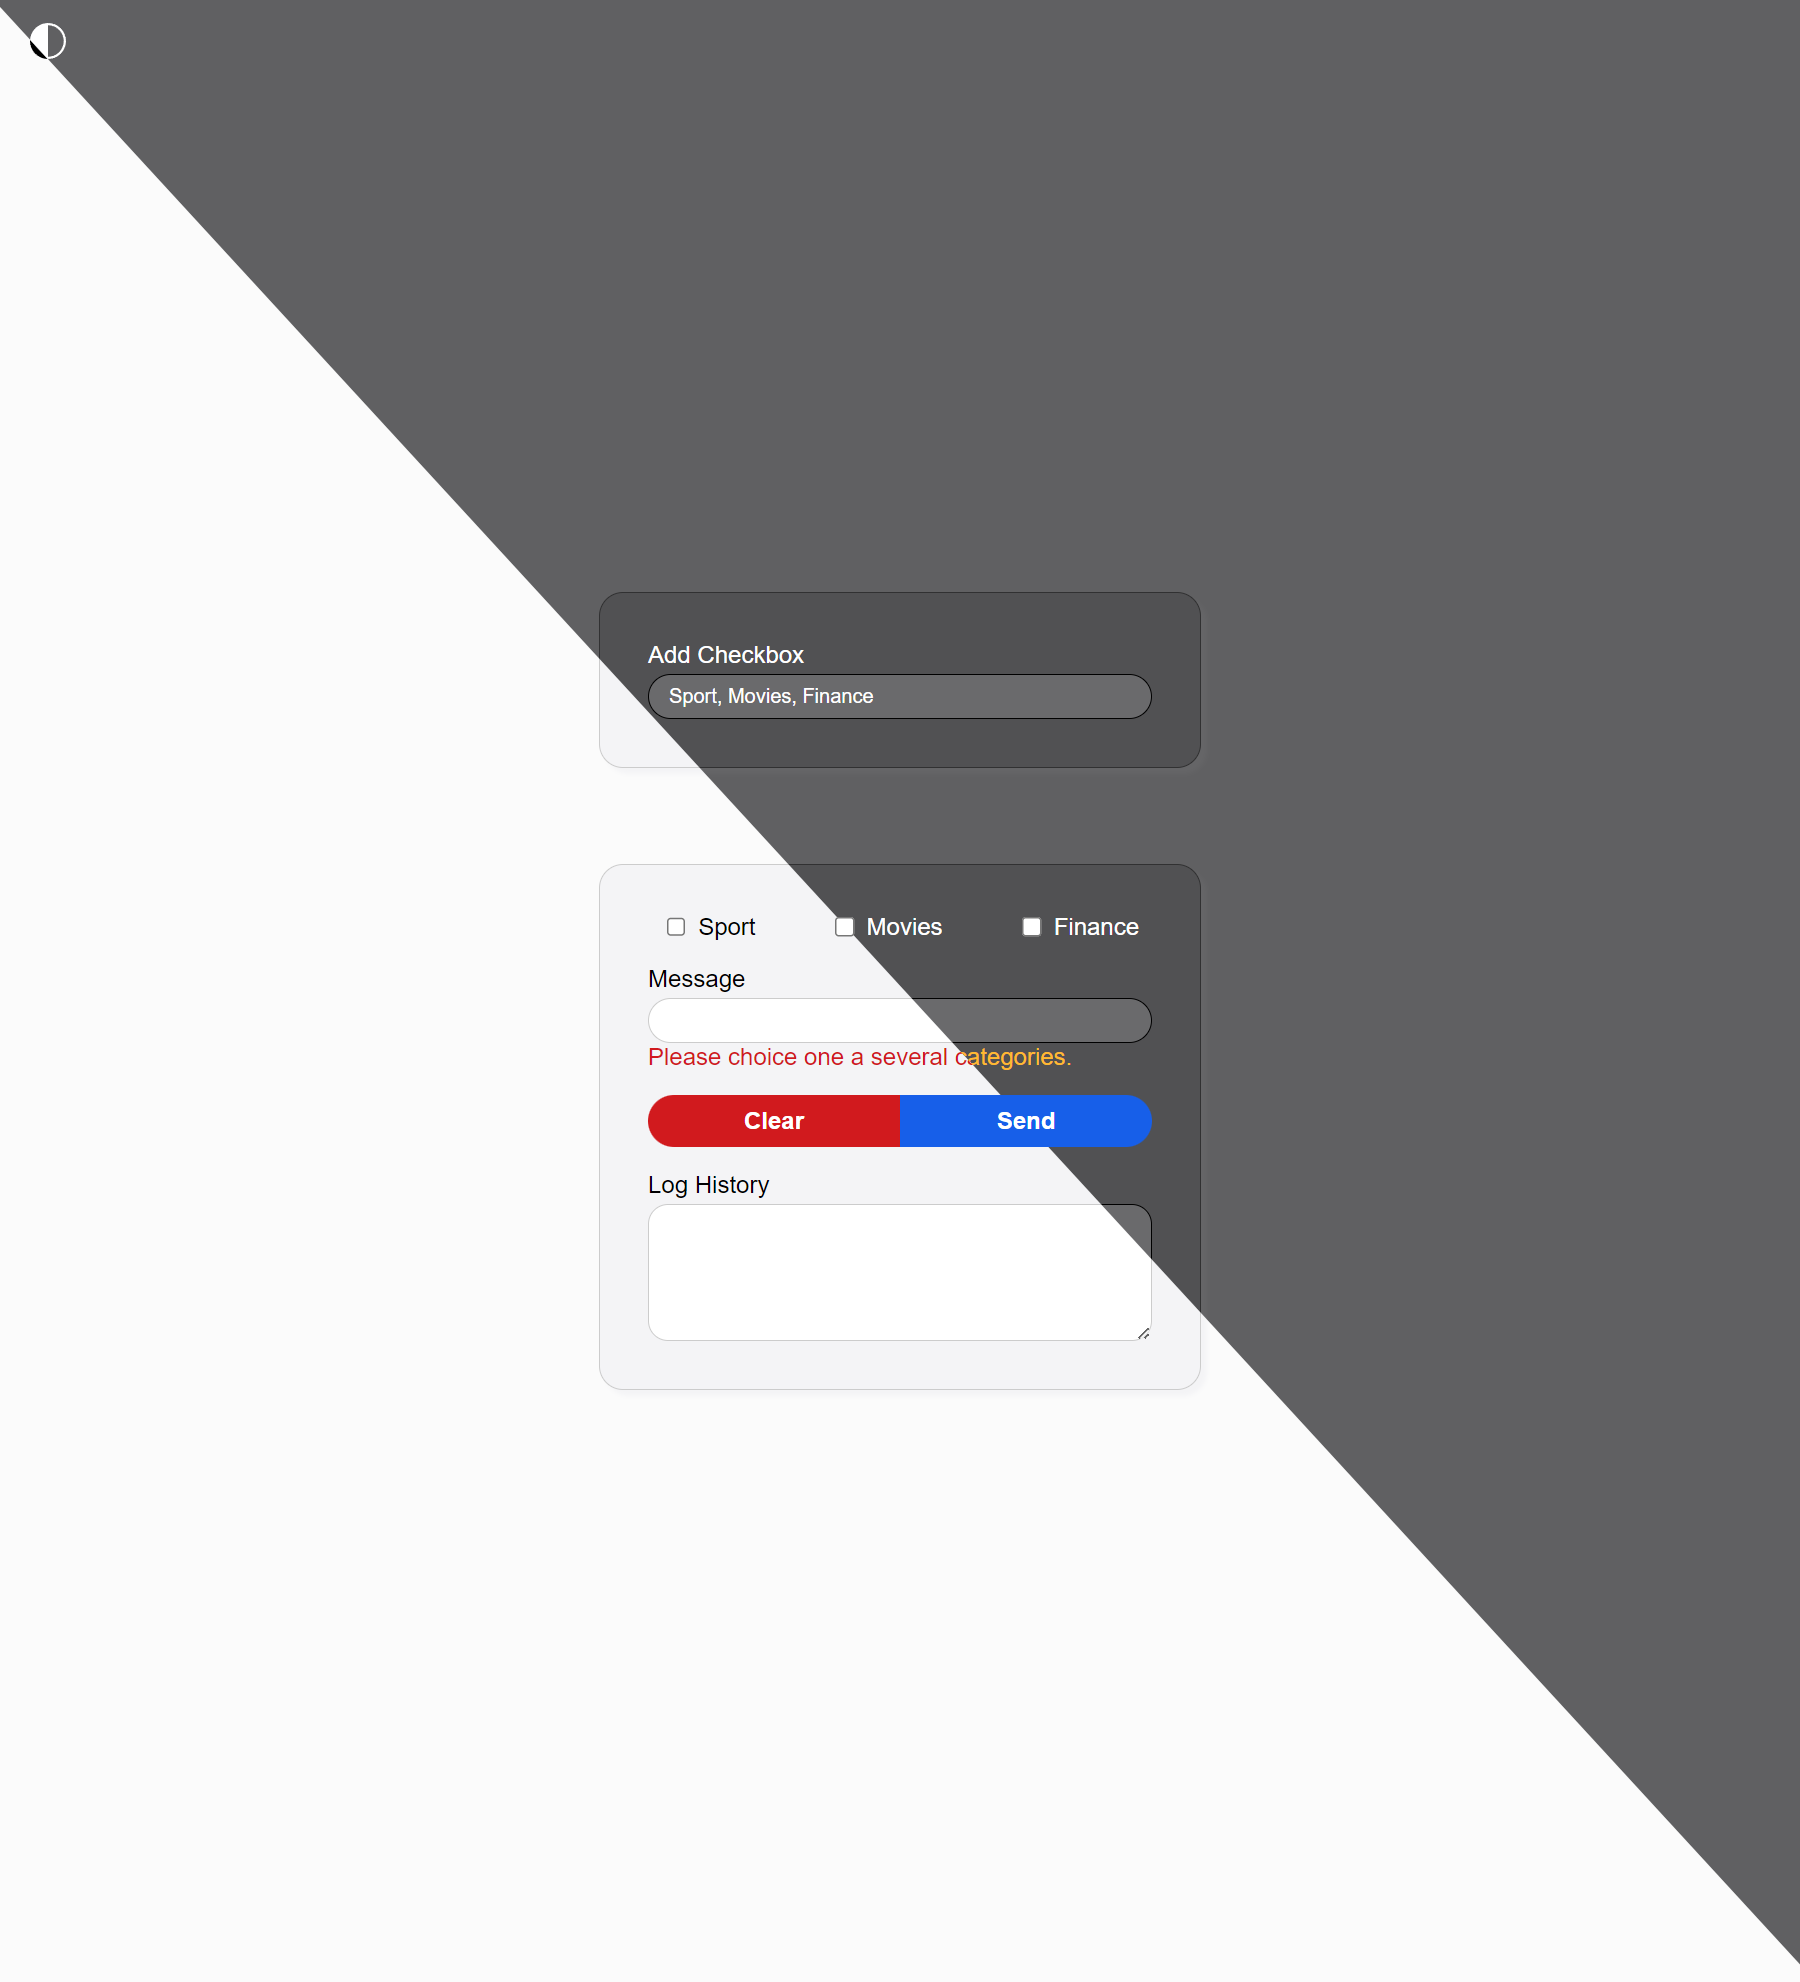 Add Checkbox
Sport, Movies, Finance
Sport Movies Finance
Message
Please choice one a several categories.
Clear Send
Log History